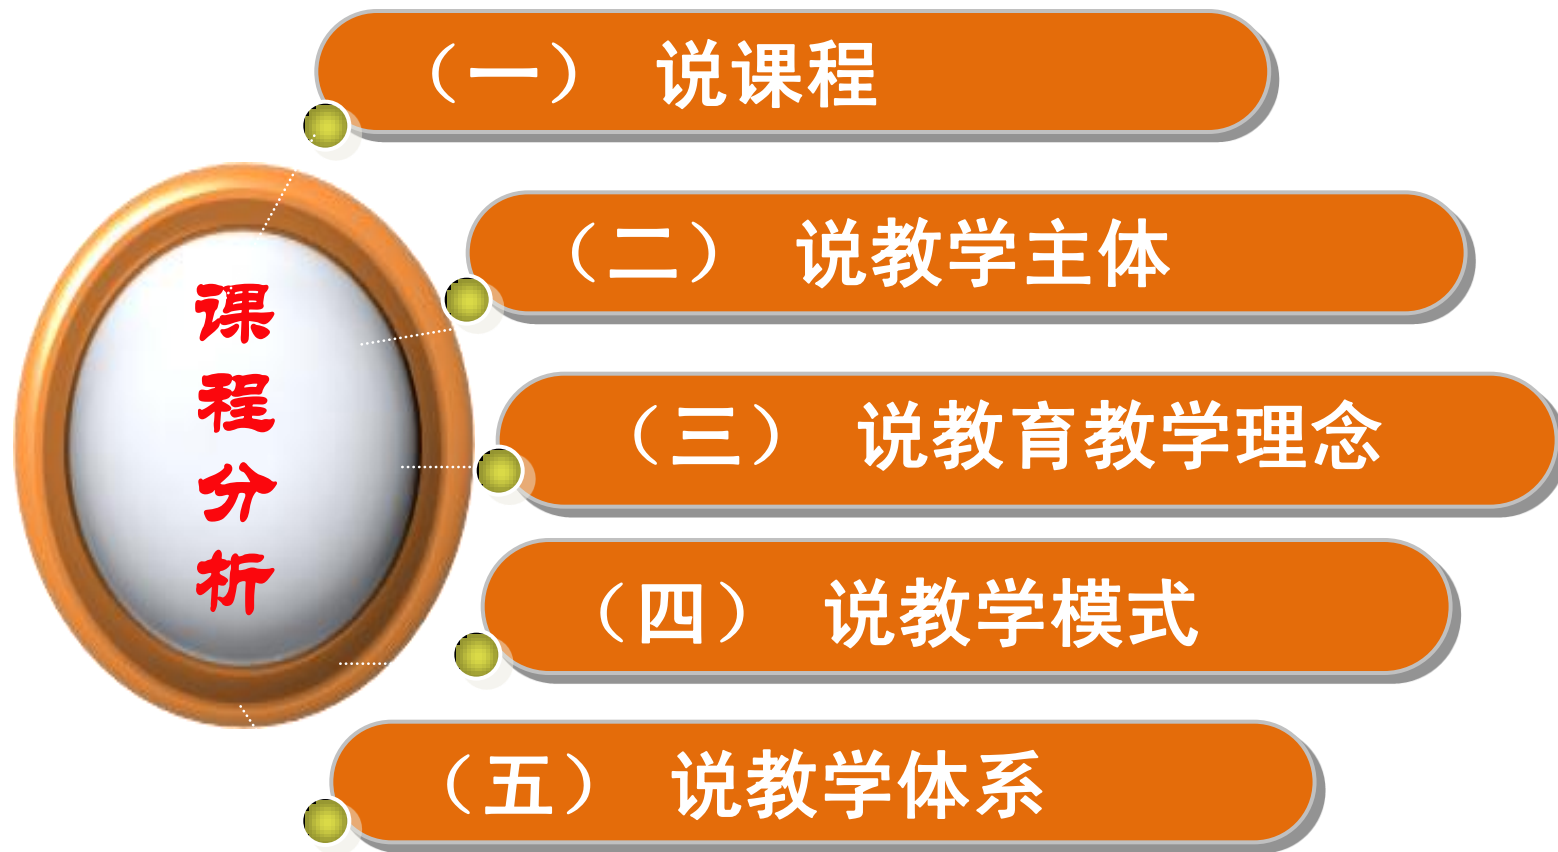 课程分析
（一） 说课程
（二） 说教学主体
（三） 说教育教学理念
（四） 说教学模式
（五） 说教学体系